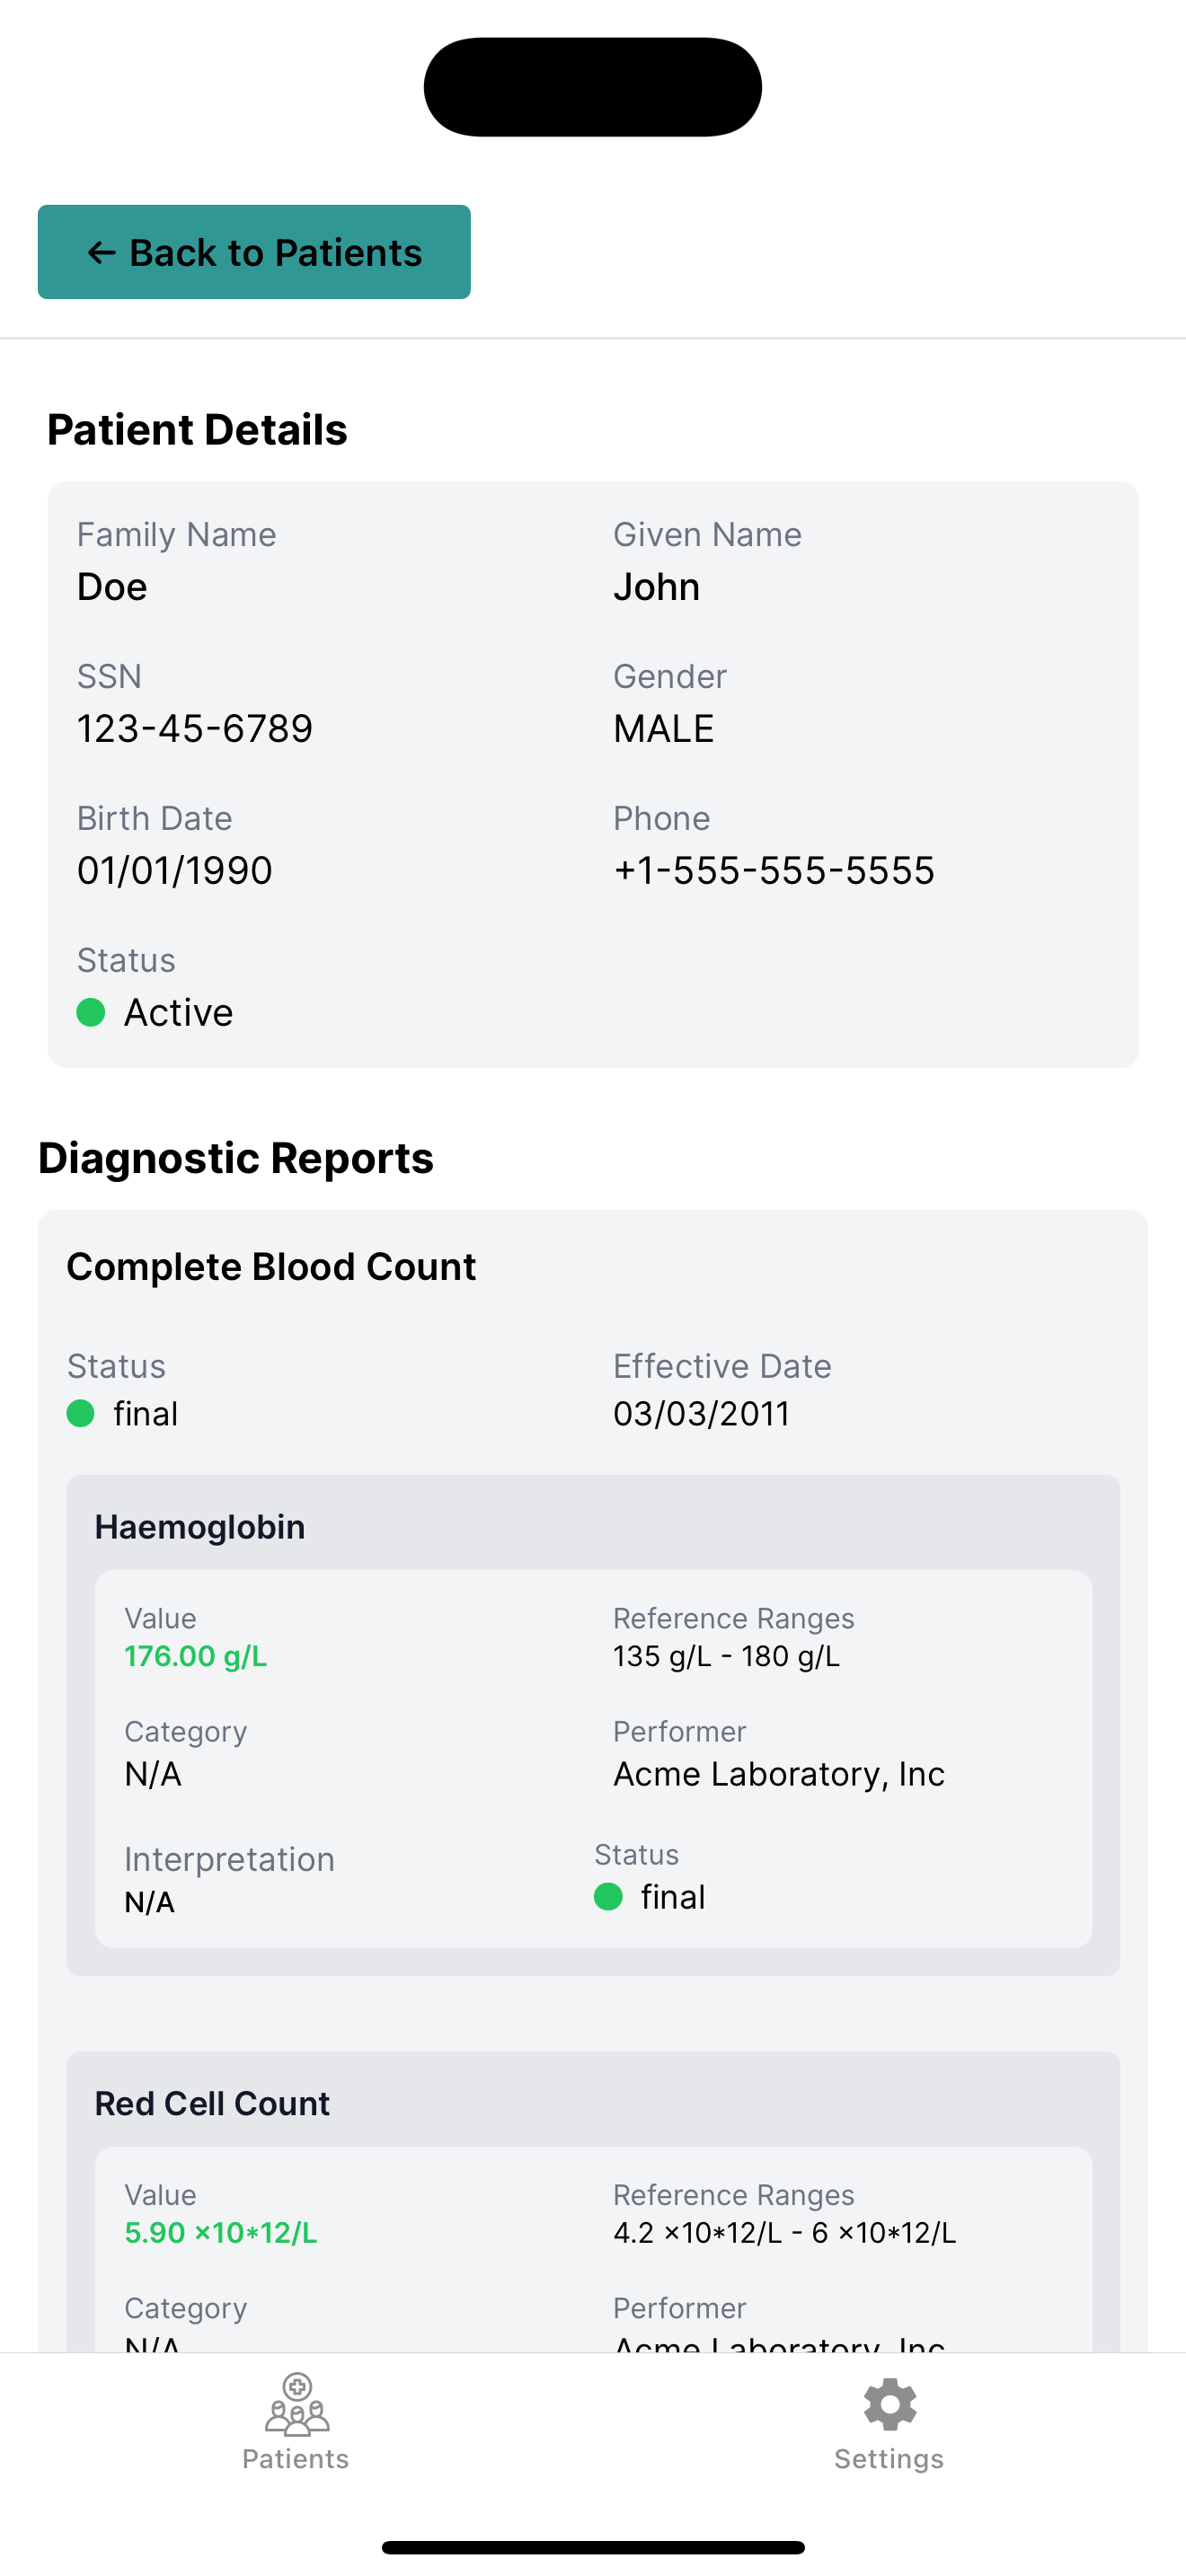 ← Back to Patients
Patient Details
Family Name
Given Name
Doe
John
SSN
Gender
123-45-6789
MALE
Birth Date
Phone
01/01/1990
+1-555-555-5555
Status
Active
Diagnostic Reports
Complete Blood Count
Status
Effective Date
final
03/03/2011
Haemoglobin
Value
Reference Ranges
176.00 g/L
135 g/L - 180 g/L
Category
Performer
N/A
Acme Laboratory, Inc
Interpretation
Status
N/A
final
Red Cell Count
Value
Reference Ranges
5.90 ×10*12/L
4.2 ×10*12/L - 6 ×10*12/L
Category
Performer
N/A
Acme Laboratory, Inc
Patients
Settings